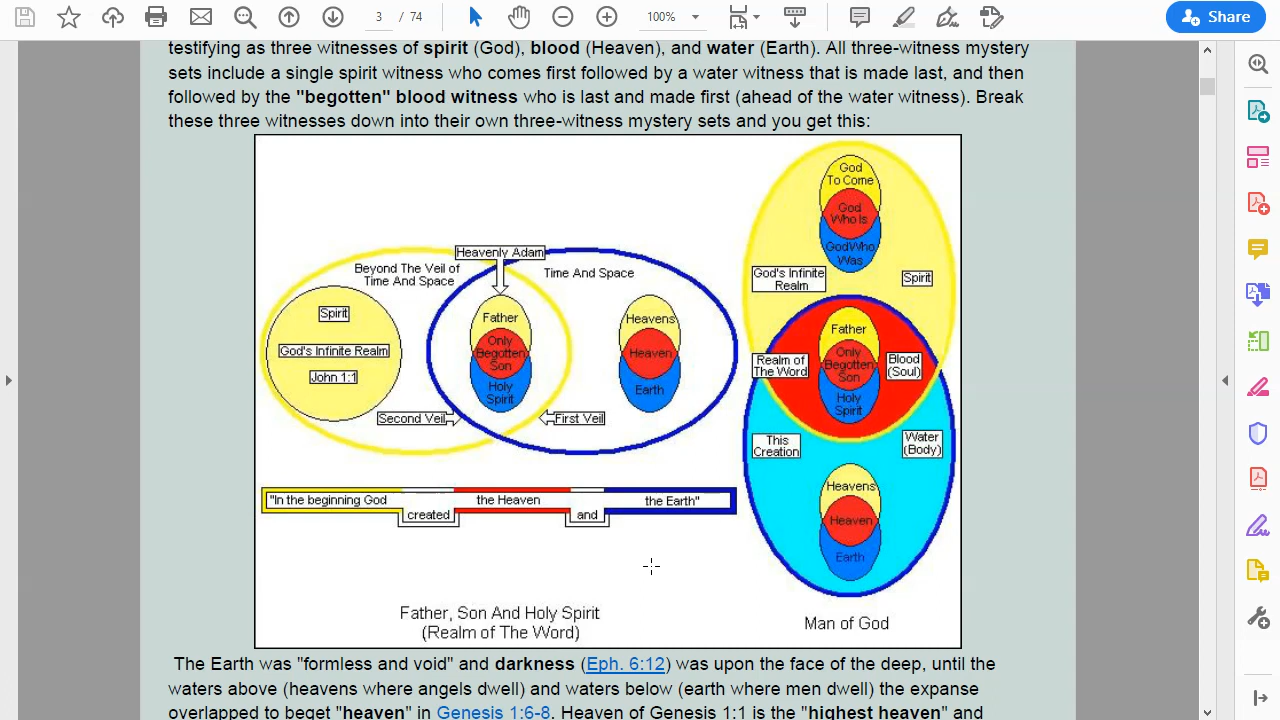 3 / 74
100%
Share
testifying as three witnesses of spirit (God), blood (Heaven), and water (Earth). All three-witness mystery
sets include a single spirit witness who comes first followed by a water witness that is made last, and then
followed by the "begotten" blood witness who is last and made first (ahead of the water witness). Break
these three witnesses down into their own three-witness mystery sets and you get this:
Heavenly Adam
Beyond The Veil of
Time And Space
Time And Space
Spirit
God's Infinite Realm
John 1:1
Father
Only
Begotten
Son
Holy
Spirit
Heavens
Heaven
Earth
Second Veil
First Veil
"In the beginning God
created
the Heaven
and
the Earth"
Father, Son And Holy Spirit
(Realm of The Word)
God
To Come
God
Who Is
God Who
Was
God's Infinite
Realm
Spirit
Father
Only
Begotten
Son
Holy
Spirit
Realm of
The Word
Blood
(Soul)
This
Creation
Water
(Body)
Heavens
Heaven
Earth
Man of God
The Earth was "formless and void" and darkness (Eph. 6:12) was upon the face of the deep, until the
waters above (heavens where angels dwell) and waters below (earth where men dwell) the expanse
overlapped to beget "heaven" in Genesis 1:6-8. Heaven of Genesis 1:1 is the "highest heaven" and